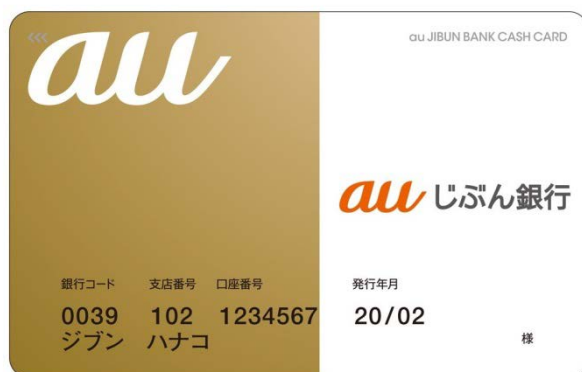 <<<
au
au JIBUN BANK CASH CARD
au じぶん銀行
銀行コード 支店番号 口座番号 発行年月
0039 102 1234567 20/02
ジブン ハナコ 様